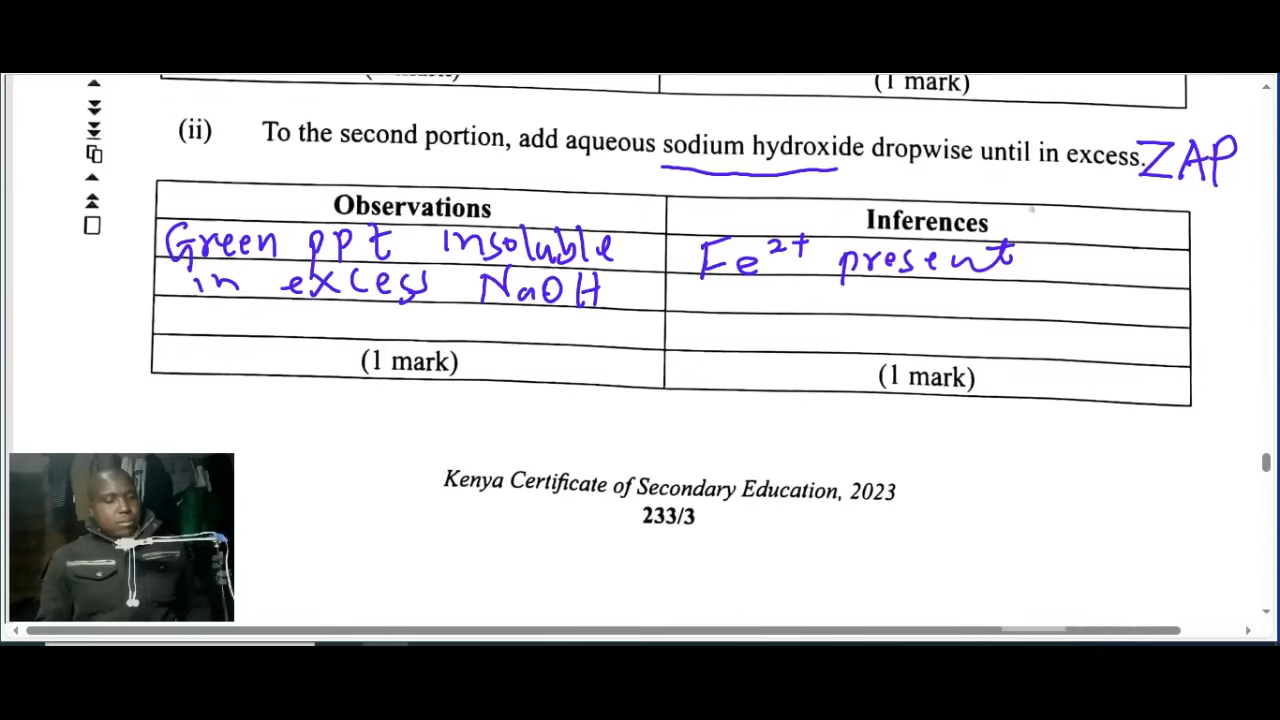 (1 mark)
(ii) To the second portion, add aqueous sodium hydroxide dropwise until in excess. ZAP
Observations
Inferences
Green ppt insoluble
in excess NaOH
Fe²⁺ present
(1 mark)
(1 mark)
Kenya Certificate of Secondary Education, 2023
233/3